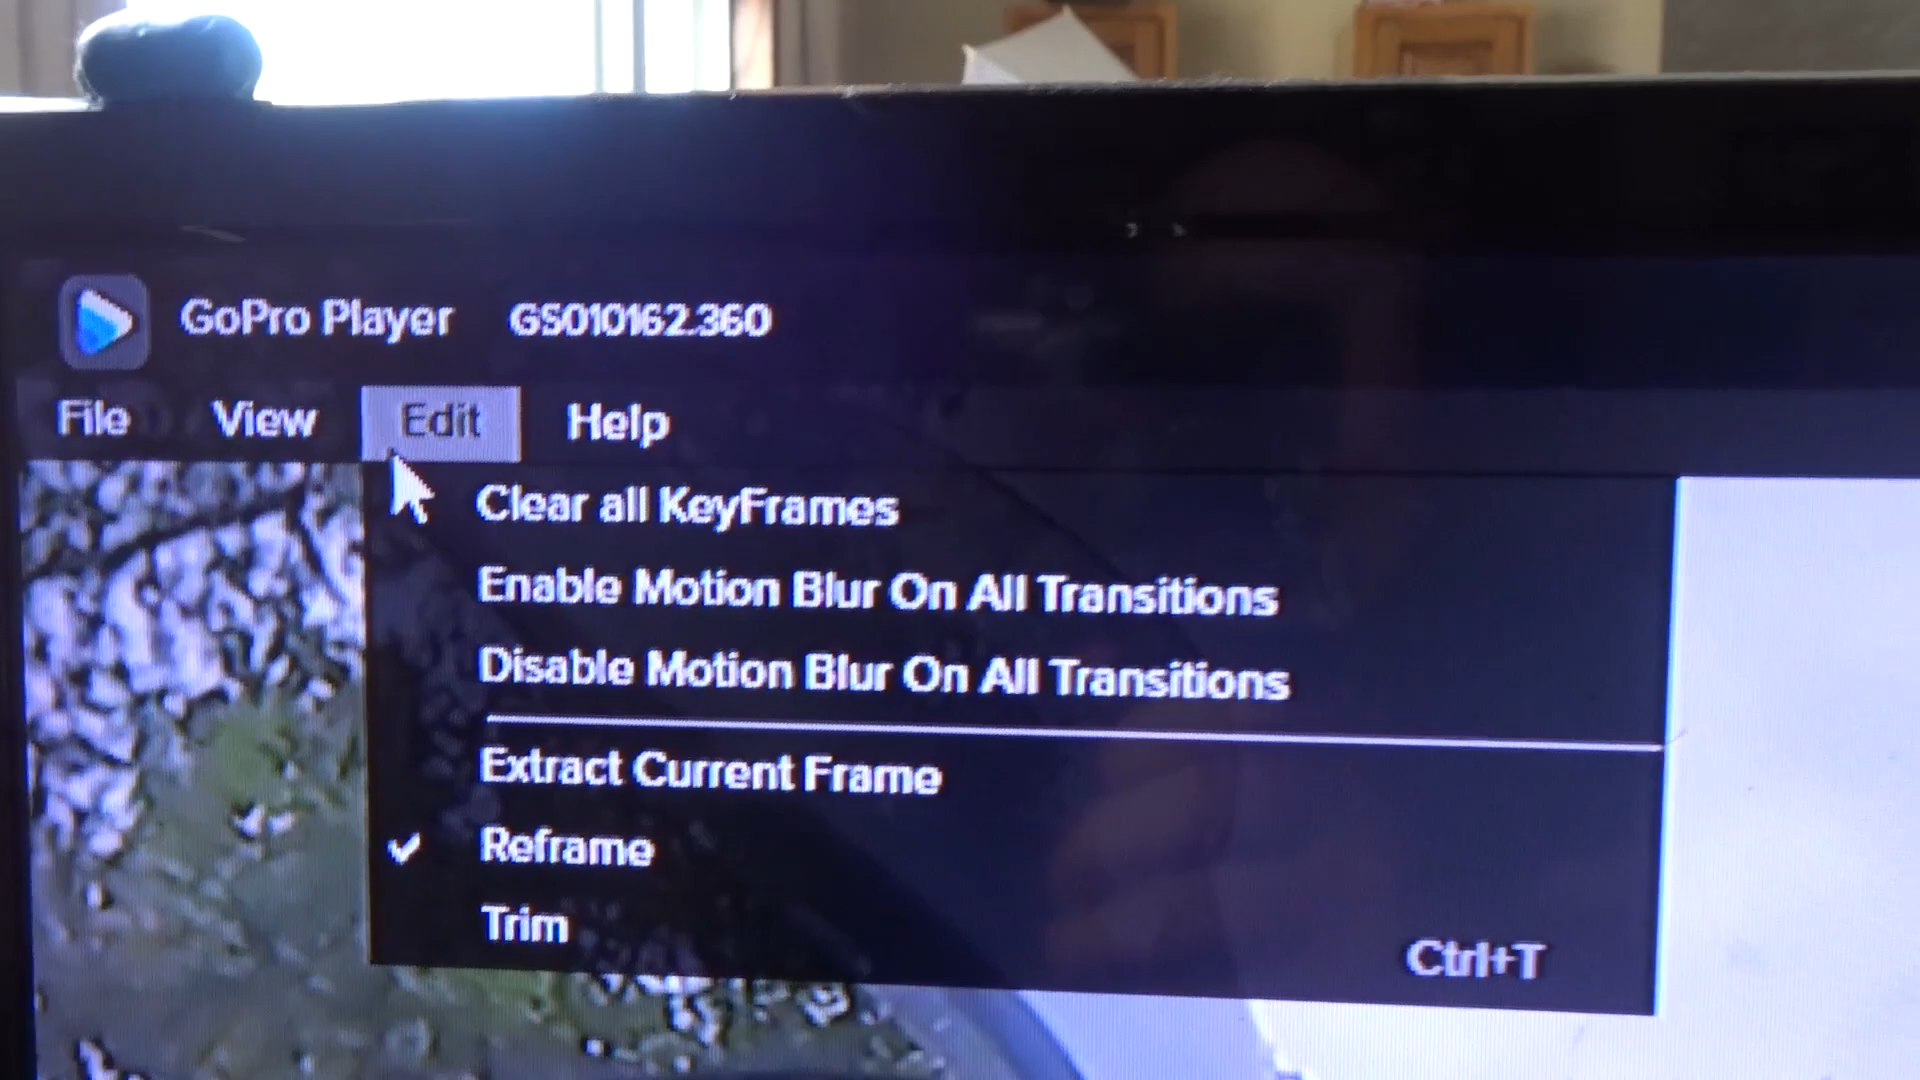 GoPro Player GS010162.360
File View Edit Help
Clear all KeyFrames
Enable Motion Blur On All Transitions
Disable Motion Blur On All Transitions
Extract Current Frame
Reframe
Trim Ctrl+T